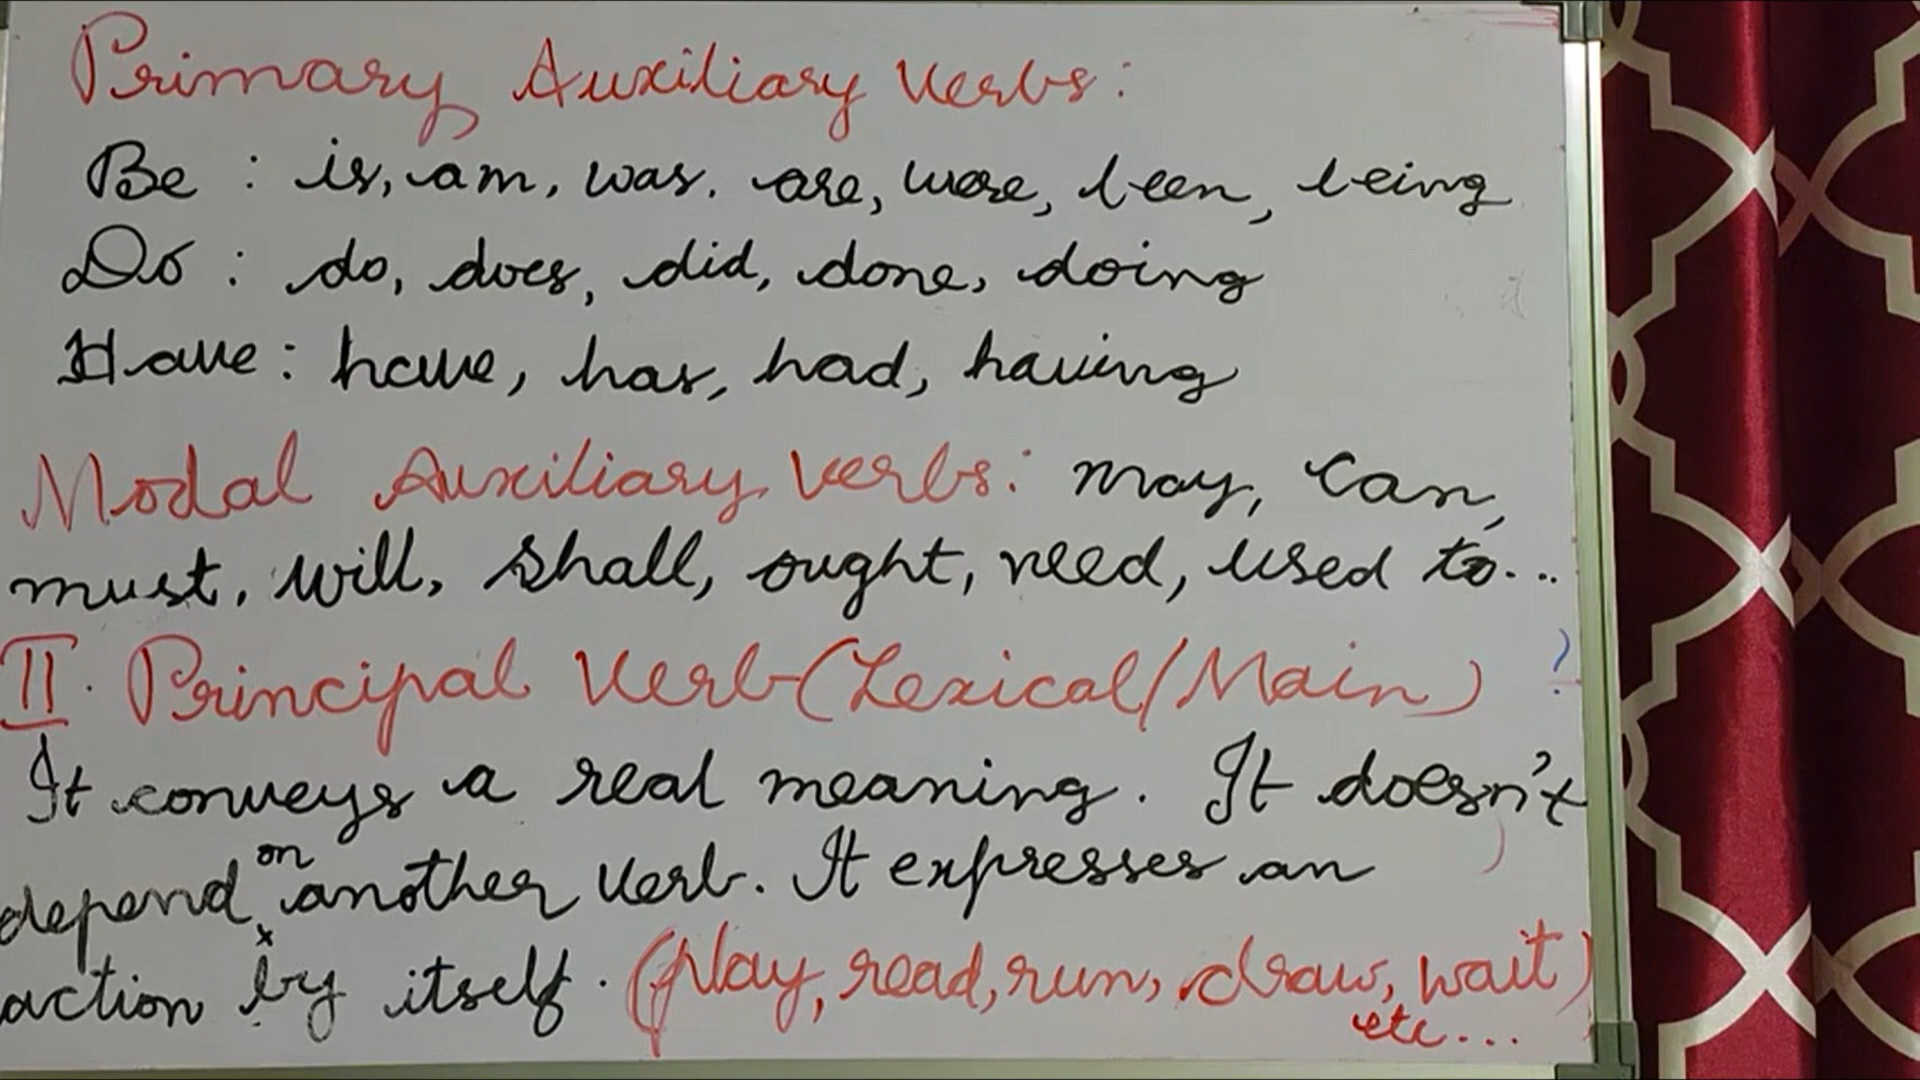 Primary Auxiliary Verbs:
Be : is, am, was. are, were, been, being
Do : do, does, did, done, doing
Have : have, has, had, having
Modal Auxiliary Verbs: may, can,
must, will, shall, ought, need, used to...
II. Principal Verb (Lexical/Main)
It conveys a real meaning. It doesn't
depend on another verb. It expresses an
action by itself. (play, read, run, draw, wait)
etc...